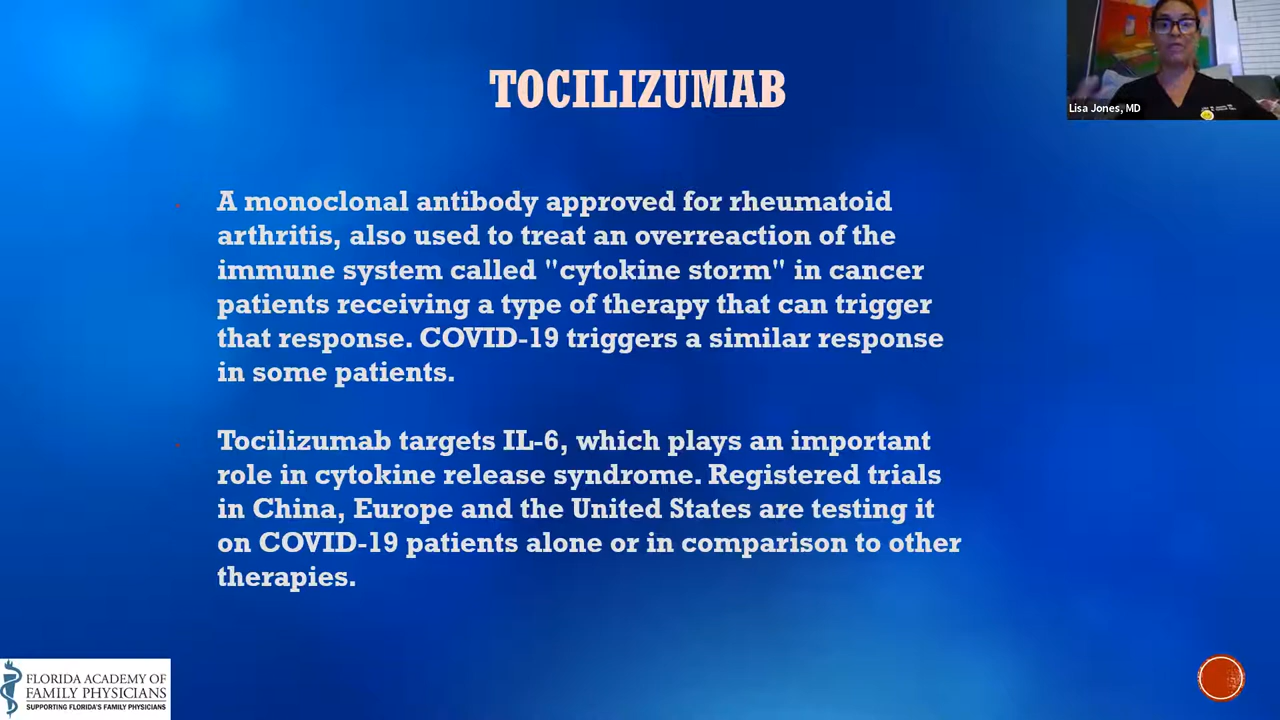 TOCILIZUMAB
Lisa Jones, MD
A monoclonal antibody approved for rheumatoid
arthritis, also used to treat an overreaction of the
immune system called "cytokine storm" in cancer
patients receiving a type of therapy that can trigger
that response. COVID-19 triggers a similar response
in some patients.
Tocilizumab targets IL-6, which plays an important
role in cytokine release syndrome. Registered trials
in China, Europe and the United States are testing it
on COVID-19 patients alone or in comparison to other
therapies.
FLORIDA ACADEMY OF
FAMILY PHYSICIANS
SUPPORTING FLORIDA'S FAMILY PHYSICIANS